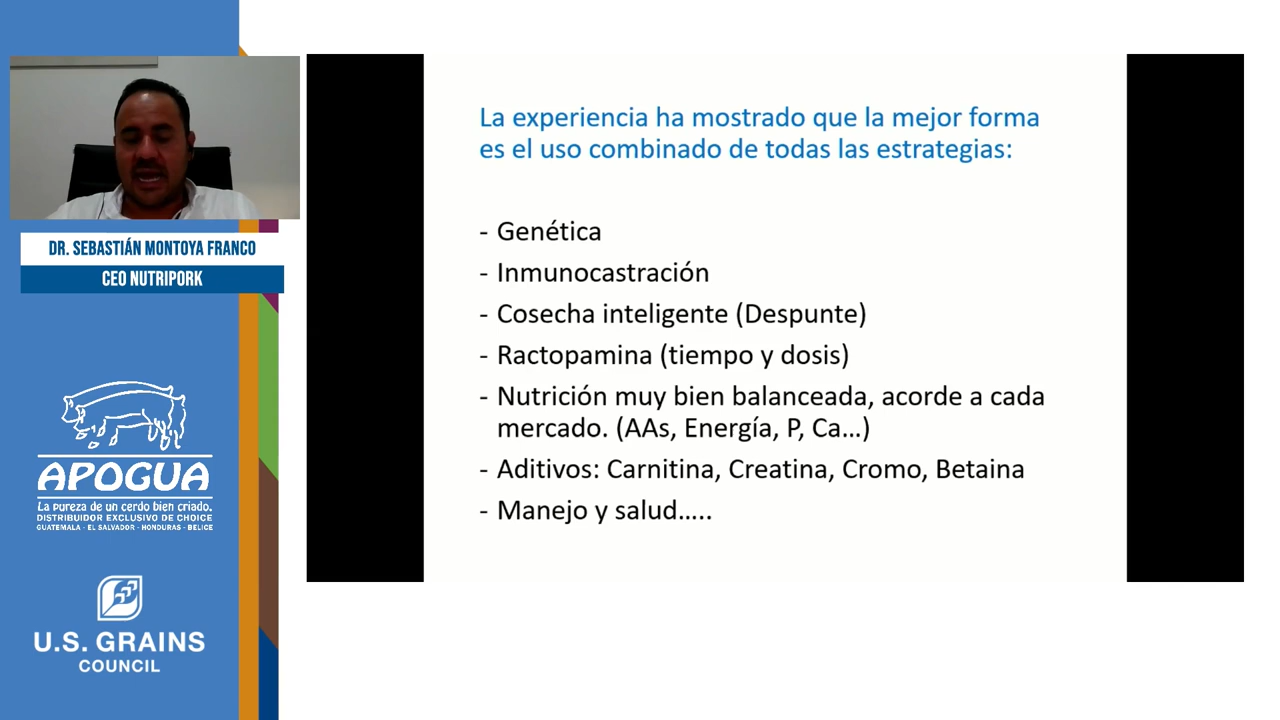 DR. SEBASTIÁN MONTOYA FRANCO
CEO NUTRIPORK
APOGUA
La pureza de un cerdo bien criado.
DISTRIBUIDOR EXCLUSIVO DE CHOICE
GUATEMALA - EL SALVADOR - HONDURAS - BELICE
U.S. GRAINS
COUNCIL
La experiencia ha mostrado que la mejor forma
es el uso combinado de todas las estrategias:
- Genética
- Inmunocastración
- Cosecha inteligente (Despunte)
- Ractopamina (tiempo y dosis)
- Nutrición muy bien balanceada, acorde a cada
mercado. (AAs, Energía, P, Ca…)
- Aditivos: Carnitina, Creatina, Cromo, Betaina
- Manejo y salud…..